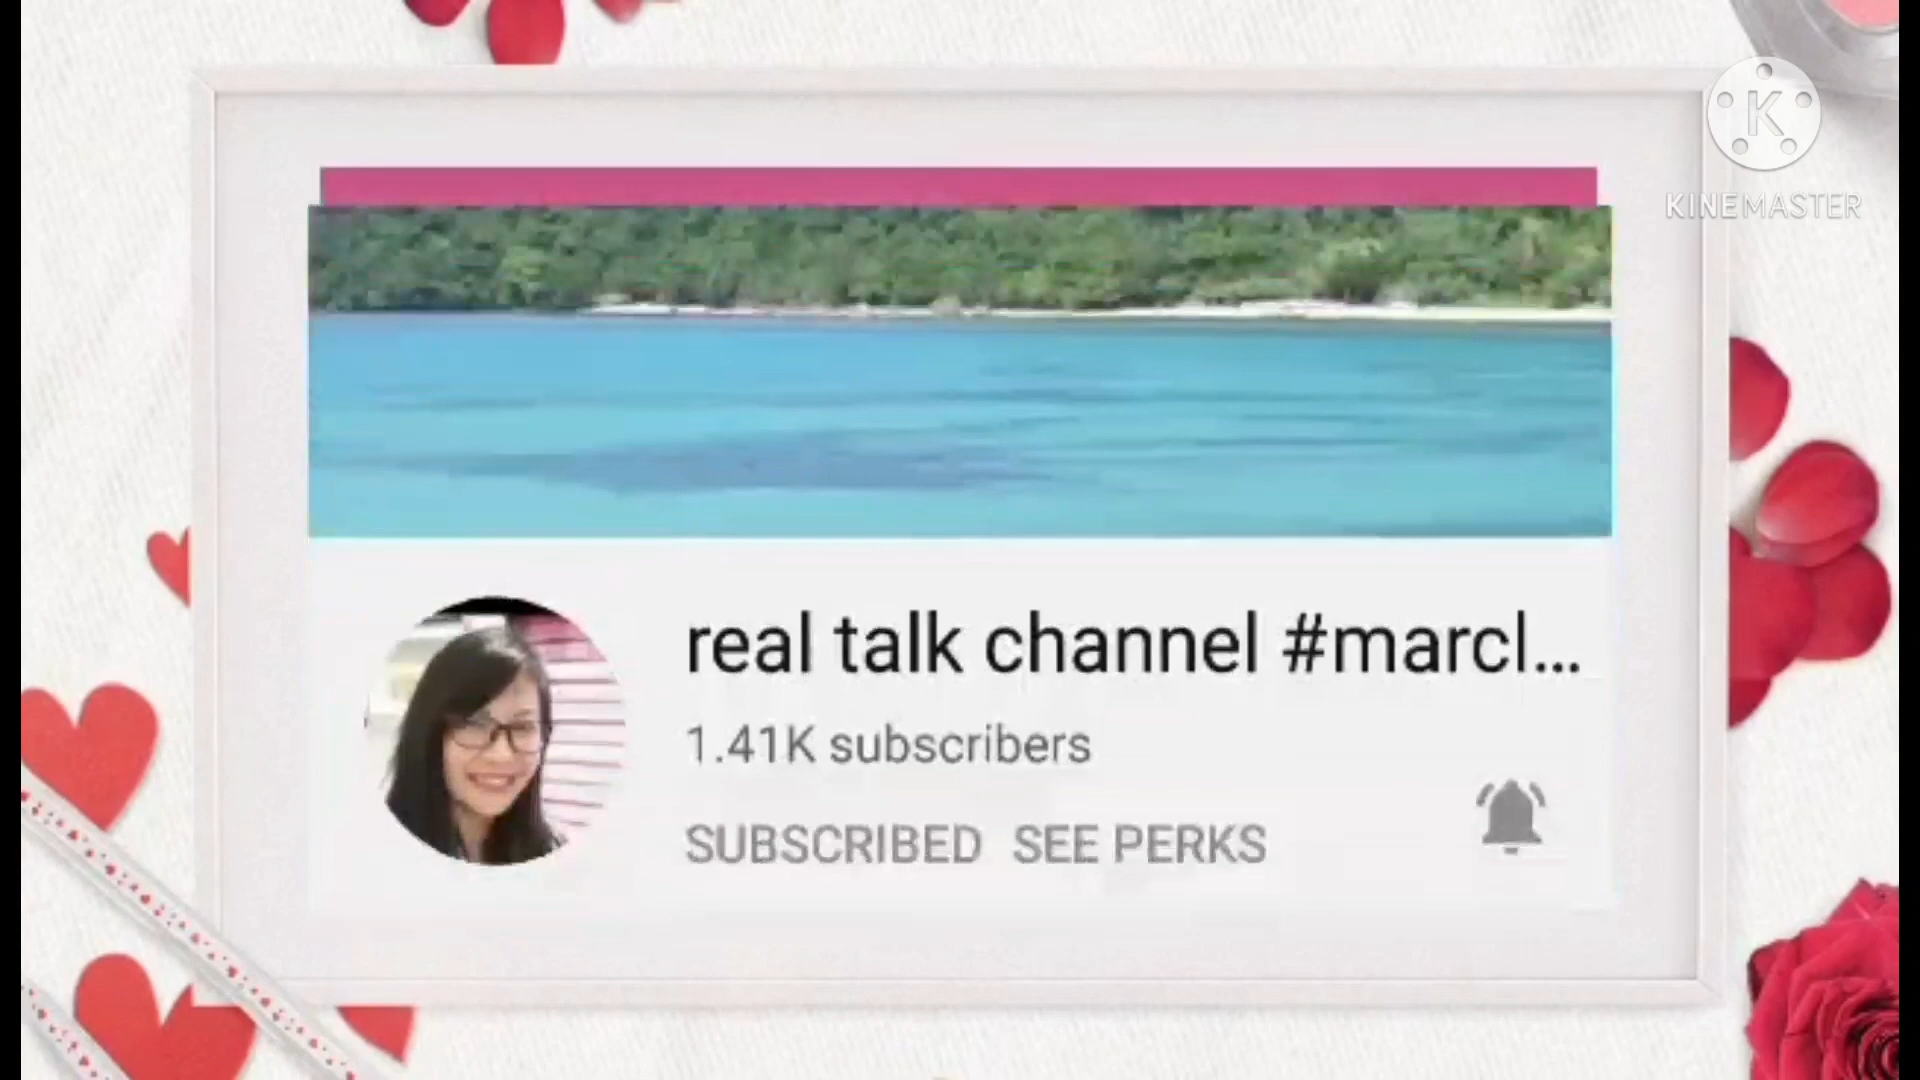 K
KINEMASTER
real talk channel #marcl...
1.41K subscribers
SUBSCRIBED SEE PERKS